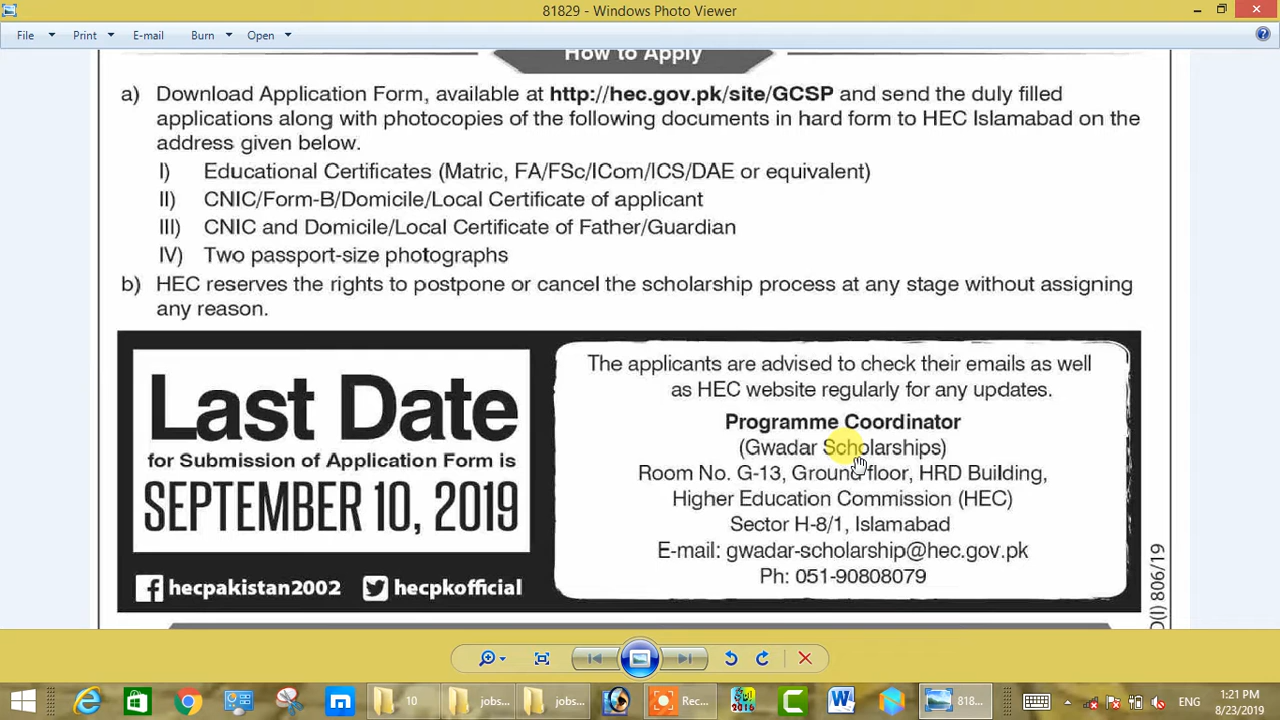 81829 - Windows Photo Viewer
File Print E-mail Burn Open
How to Apply
a) Download Application Form, available at http://hec.gov.pk/site/GCSP and send the duly filled
applications along with photocopies of the following documents in hard form to HEC Islamabad on the
address given below.
I) Educational Certificates (Matric, FA/FSc/ICom/ICS/DAE or equivalent)
II) CNIC/Form-B/Domicile/Local Certificate of applicant
III) CNIC and Domicile/Local Certificate of Father/Guardian
IV) Two passport-size photographs
b) HEC reserves the rights to postpone or cancel the scholarship process at any stage without assigning
any reason.
Last Date
for Submission of Application Form is
SEPTEMBER 10, 2019
hecpakistan2002 hecpkofficial
The applicants are advised to check their emails as well
as HEC website regularly for any updates.
Programme Coordinator
(Gwadar Scholarships)
Room No. G-13, Ground floor, HRD Building,
Higher Education Commission (HEC)
Sector H-8/1, Islamabad
E-mail: gwadar-scholarship@hec.gov.pk
Ph: 051-90808079
D(I) 806/19
10 jobs... jobs... Rec... 818... ENG
1:21 PM
8/23/2019